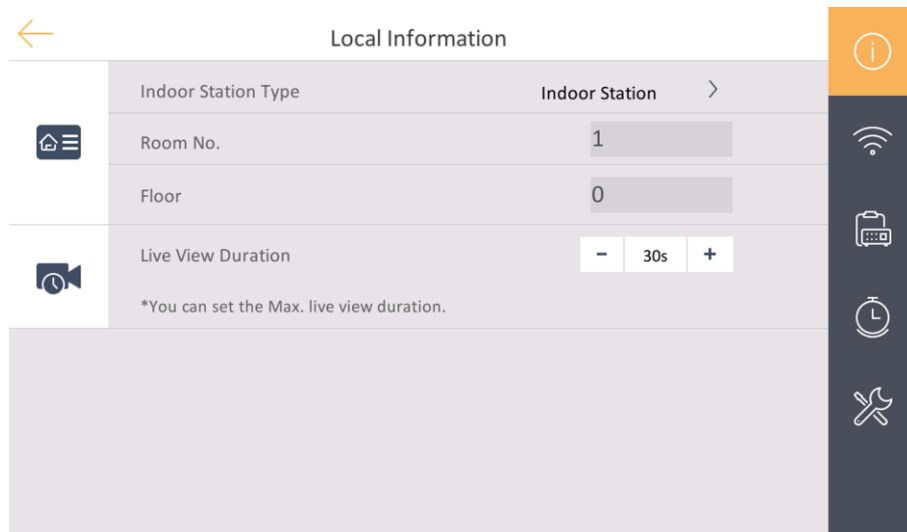 Local Information
Indoor Station Type Indoor Station
Room No. 1
Floor 0
Live View Duration - 30s +
*You can set the Max. live view duration.